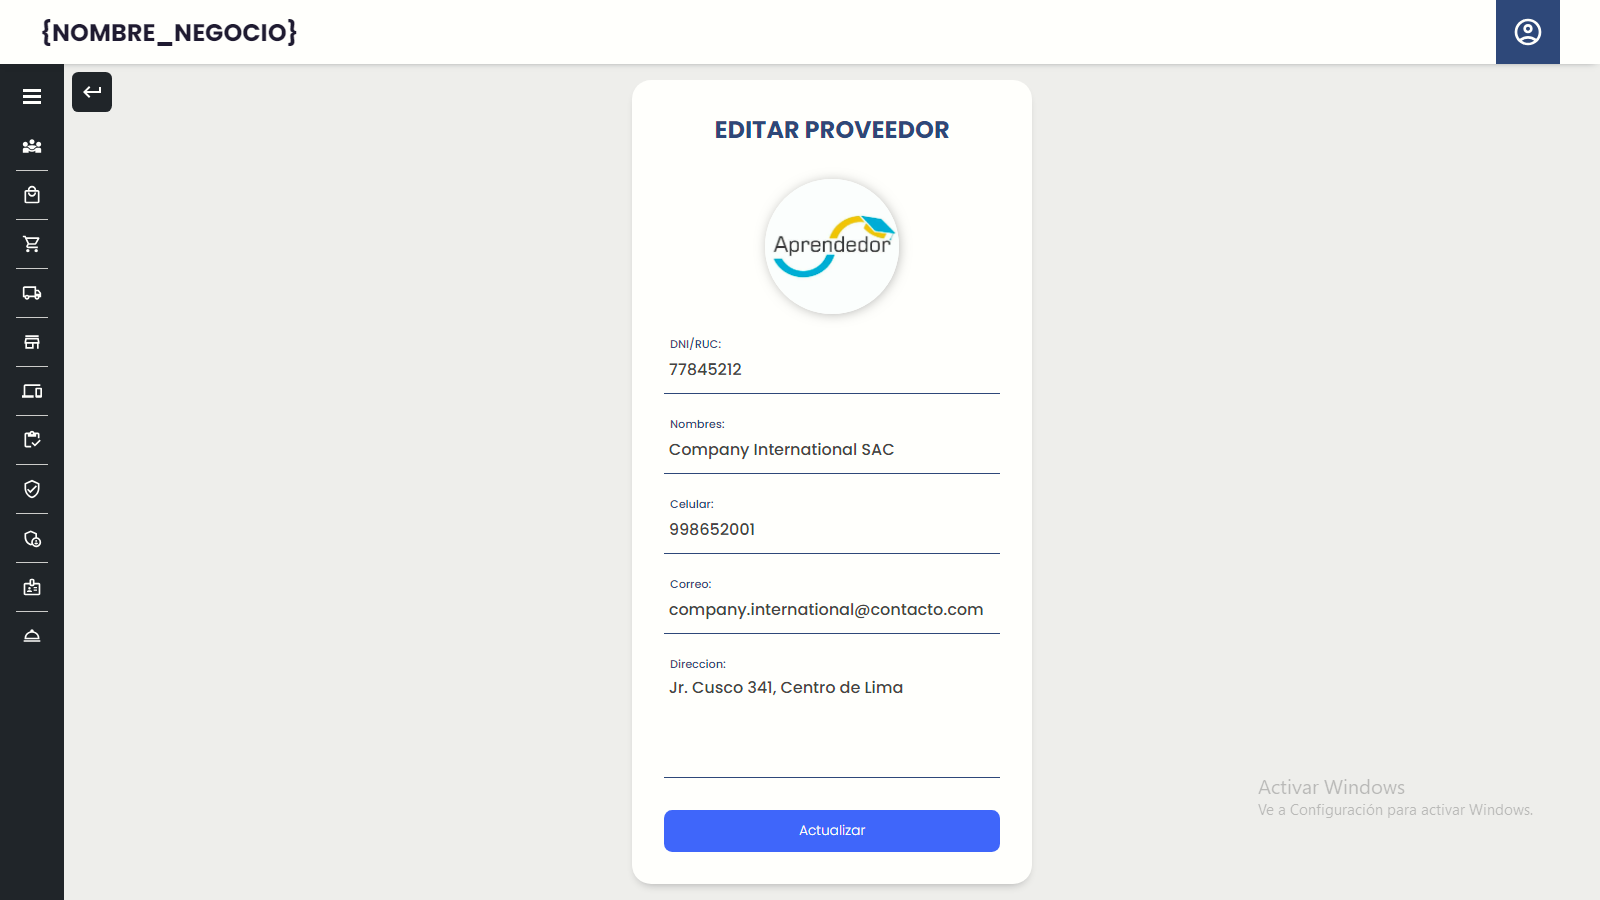 {NOMBRE_NEGOCIO}
EDITAR PROVEEDOR
Aprendedor
DNI/RUC:
77845212
Nombres:
Company International SAC
Celular:
998652001
Correo:
company.international@contacto.com
Direccion:
Jr. Cusco 341, Centro de Lima
Actualizar
Activar Windows
Ve a Configuración para activar Windows.